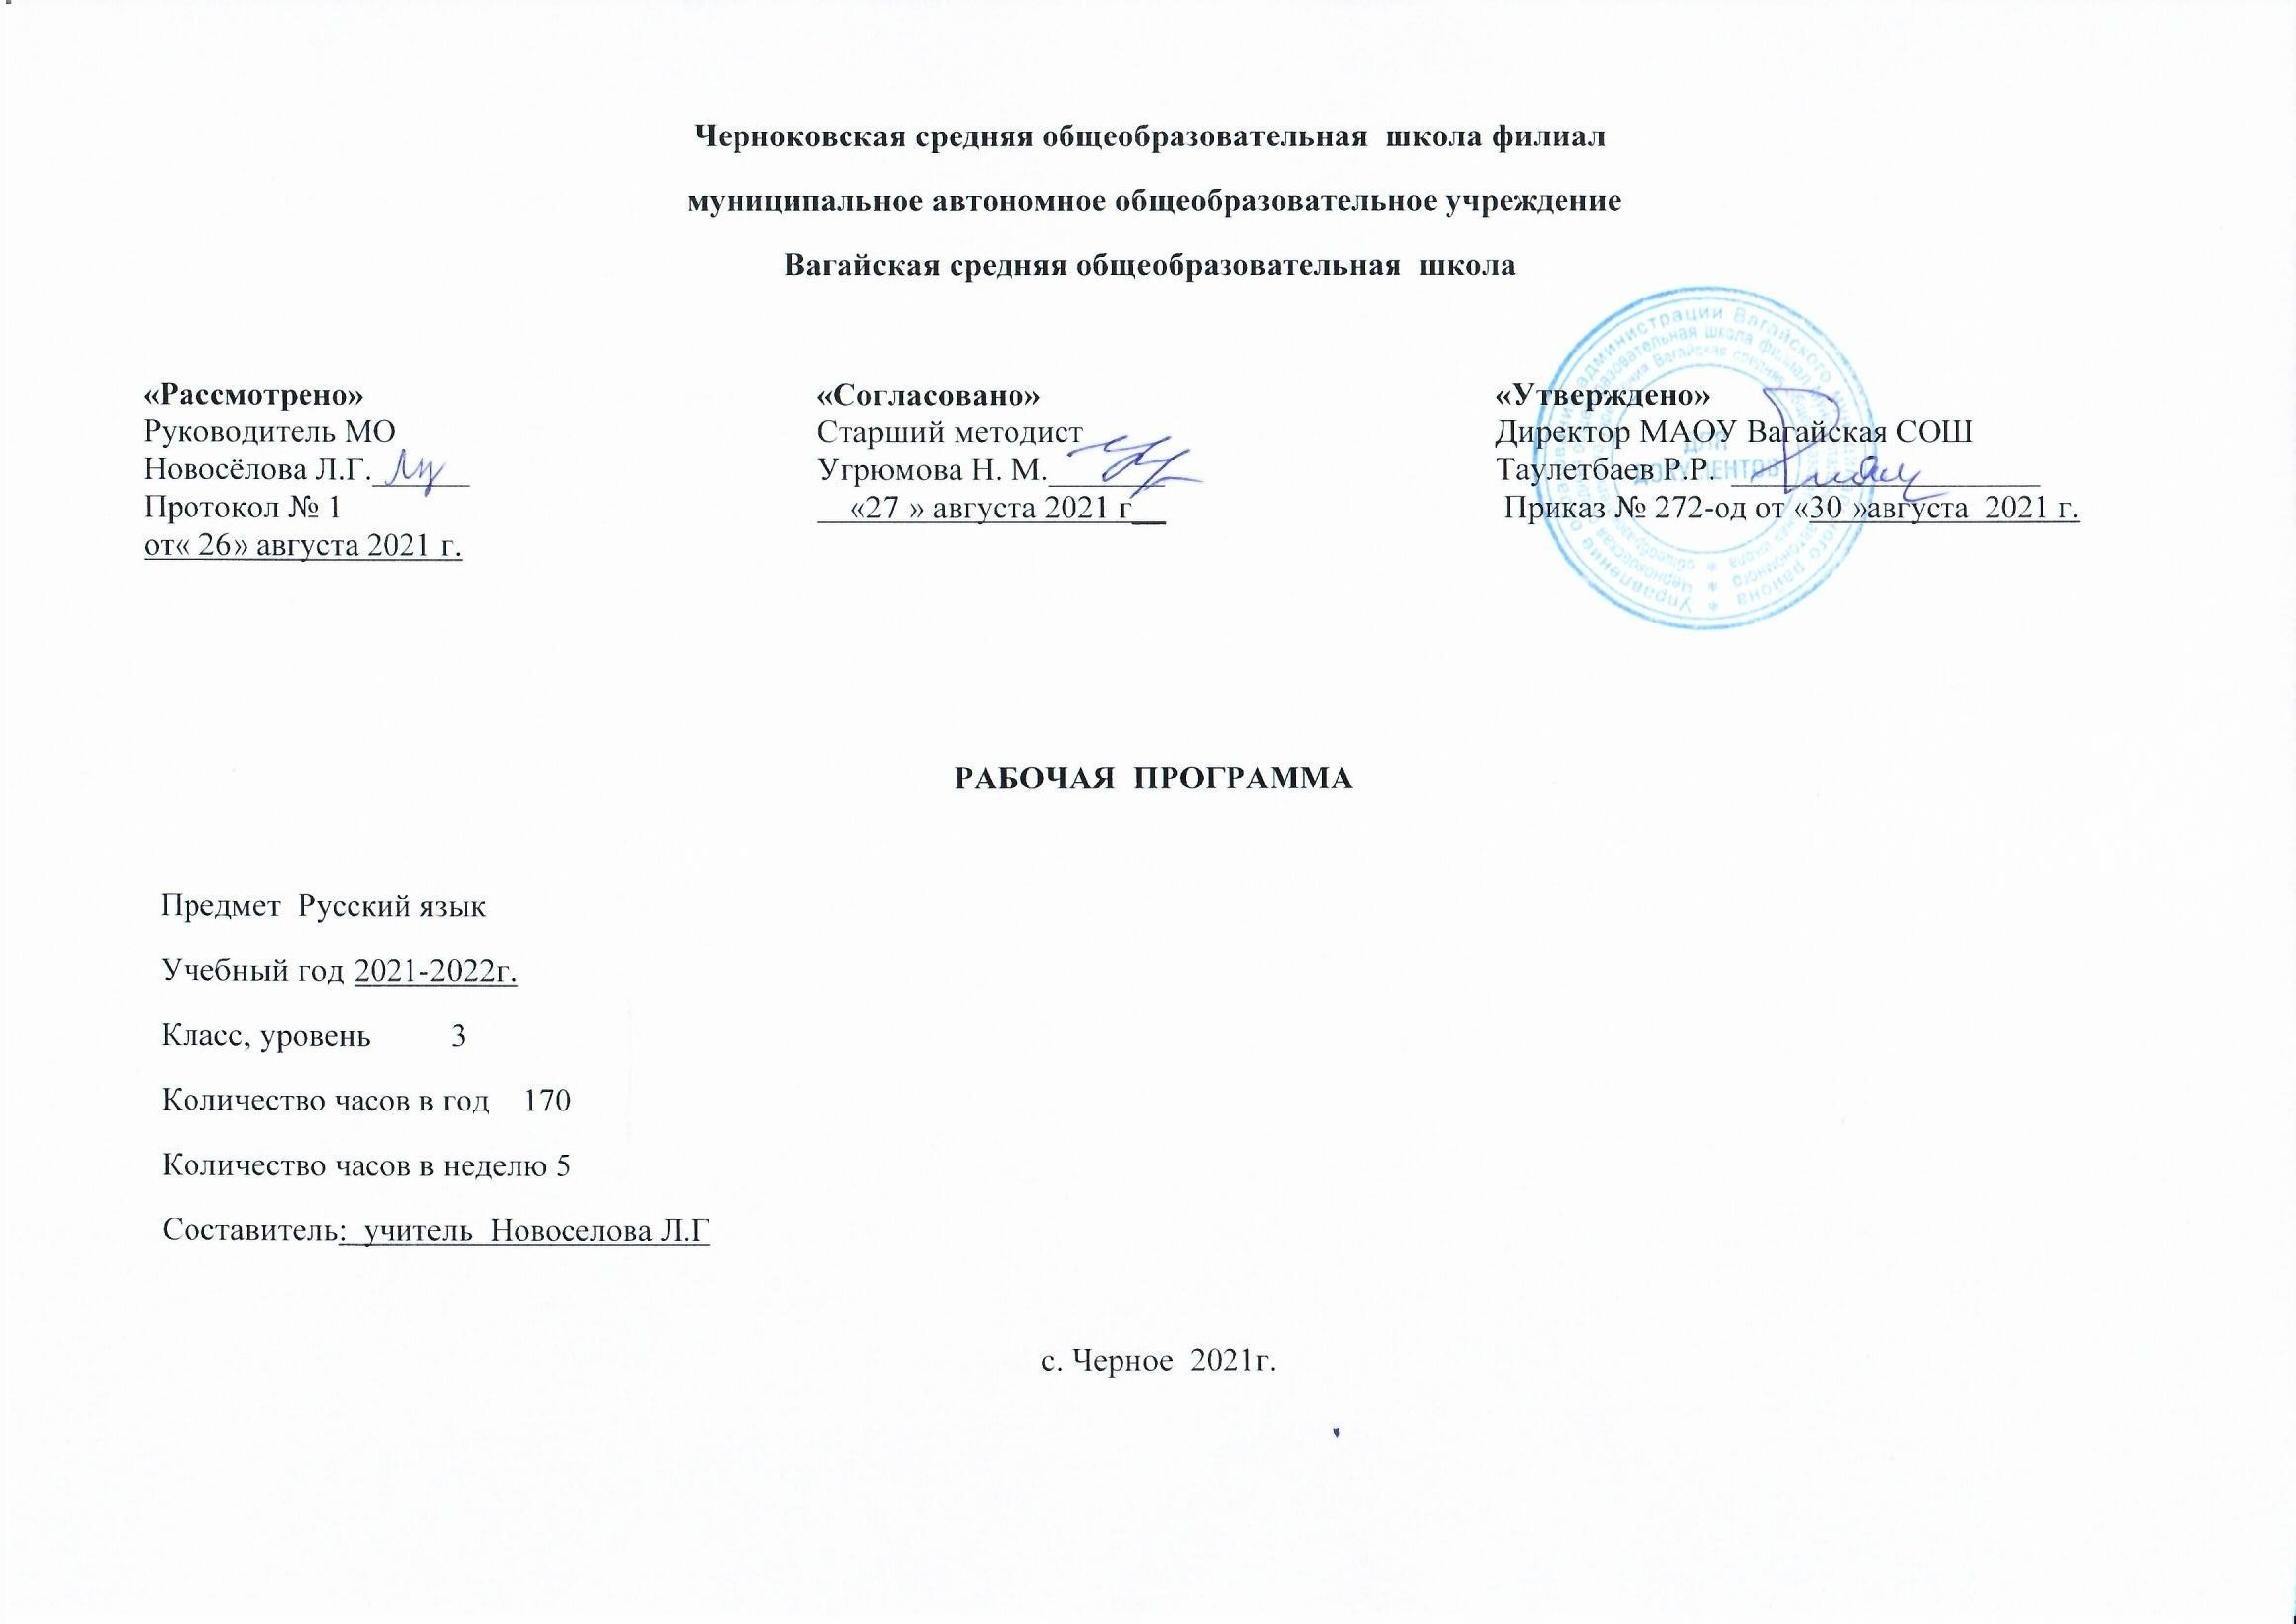 Черноковская средняя общеобразовательная школа филиал
муниципальное автономное общеобразовательное учреждение
Вагайская средняя общеобразовательная школа
«Рассмотрено»
Руководитель МО
Новосёлова Л.Г.
Протокол № 1
от« 26» августа 2021 г.
«Согласовано»
Старший методист
Угрюмова Н. М.
«27 » августа 2021 г
«Утверждено»
Директор МАОУ Вагайская СОШ
Таулетбаев Р.Р.
Приказ № 272-од от «30 »августа 2021 г.
ДЛЯ
ДОКУМЕНТОВ
РАБОЧАЯ ПРОГРАММА
Предмет Русский язык
Учебный год 2021-2022г.
Класс, уровень 3
Количество часов в год 170
Количество часов в неделю 5
Составитель: учитель Новоселова Л.Г
с. Черное 2021г.